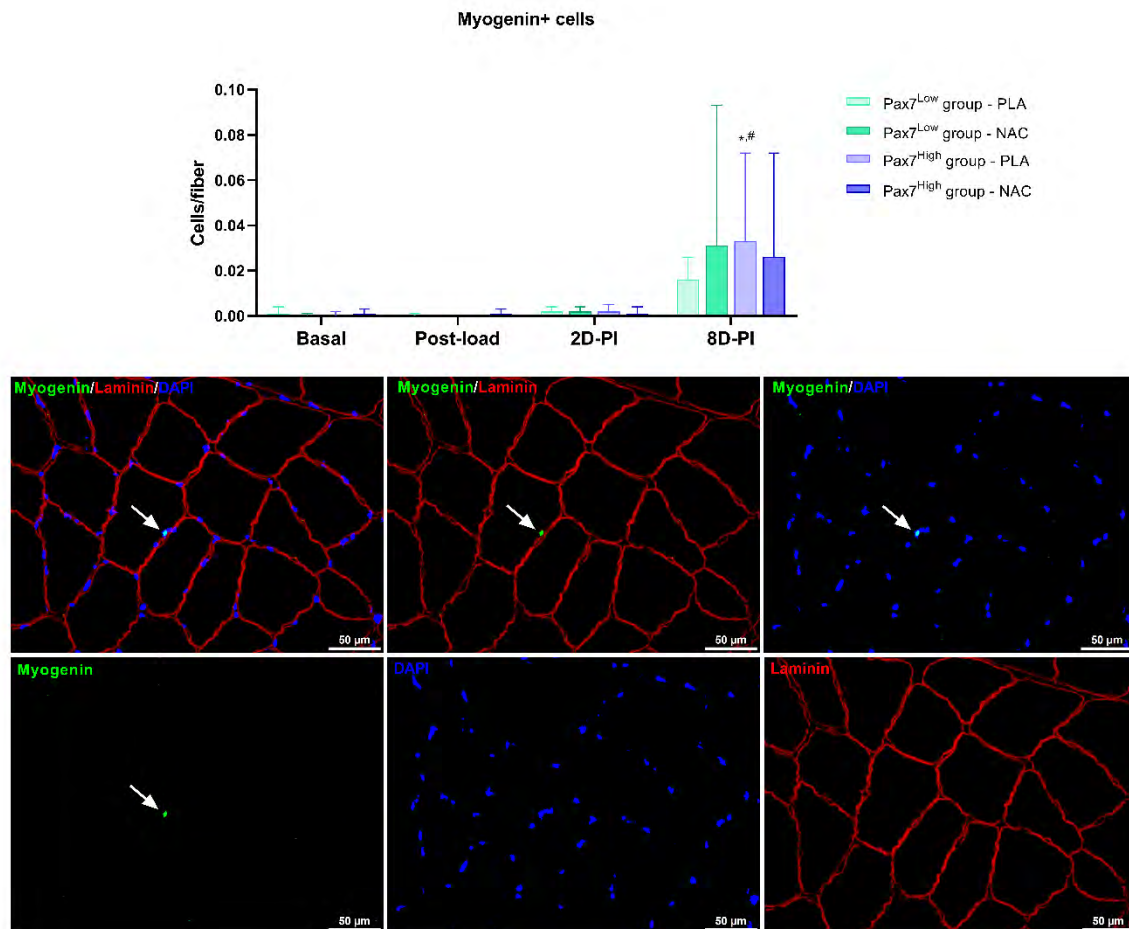 Myogenin+ cells
0.10
0.08
0.06
0.04
0.02
0.00
Cells/fiber
*,#
Basal
Post-load
2D-PI
8D-PI
Pax7Low group - PLA
Pax7Low group - NAC
Pax7High group - PLA
Pax7High group - NAC
Myogenin/Laminin/DAPI
50 µm
Myogenin/Laminin
50 µm
Myogenin/DAPI
50 µm
Myogenin
50 µm
DAPI
50 µm
Laminin
50 µm